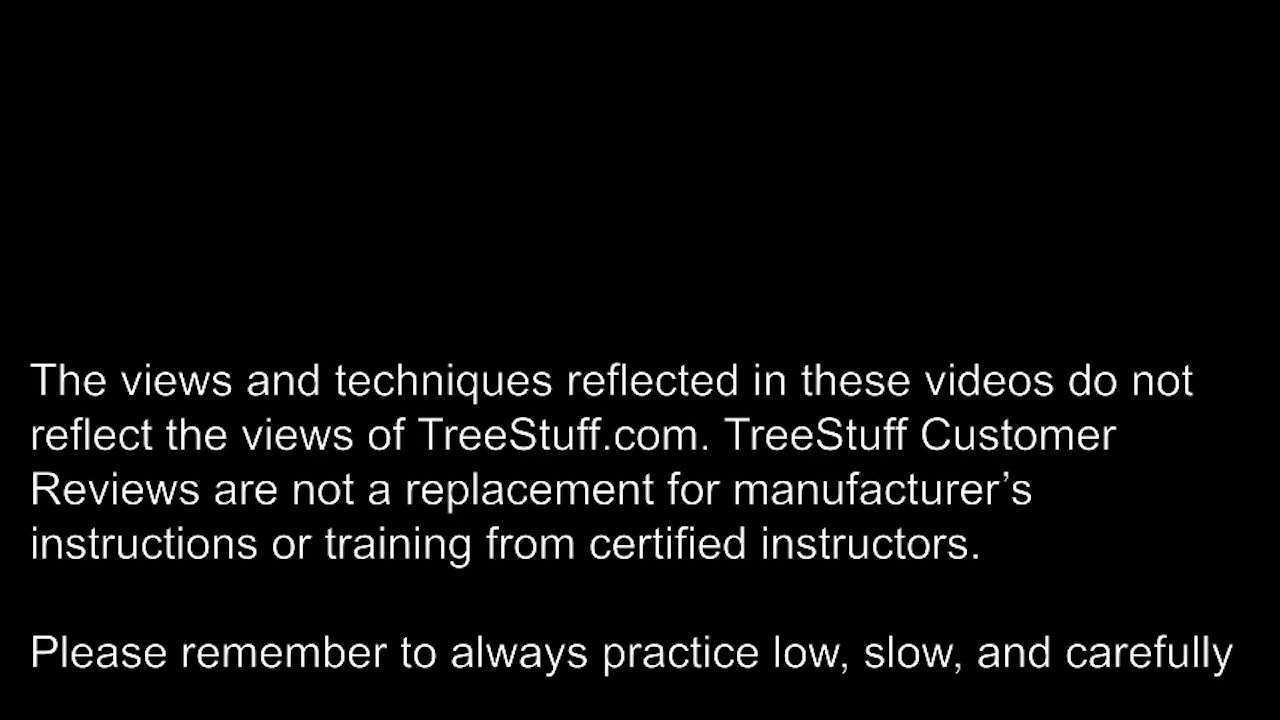 The views and techniques reflected in these videos do not
reflect the views of TreeStuff.com. TreeStuff Customer
Reviews are not a replacement for manufacturer’s
instructions or training from certified instructors.
Please remember to always practice low, slow, and carefully